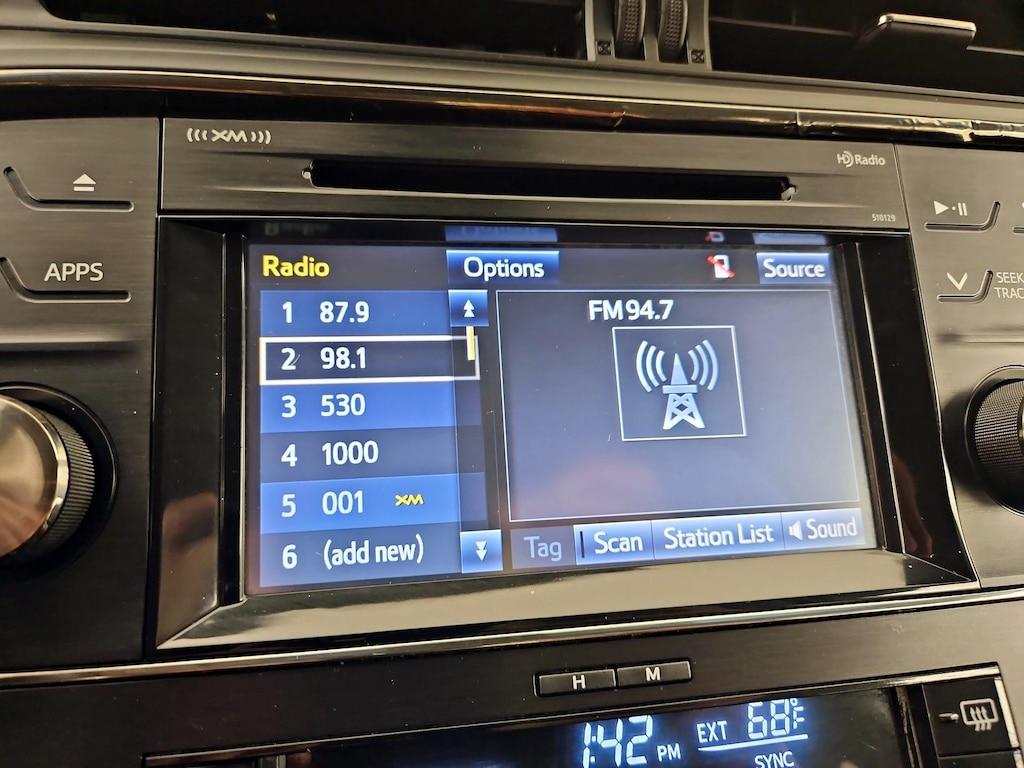 XM
HD Radio
510129
APPS
SEEK
TRAC
Radio
Options
Source
1 87.9
2 98.1
3 530
4 1000
5 001 XM
6 (add new)
FM 94.7
Tag
Scan
Station List
Sound
H
M
1:42 PM
EXT 68°F
SYNC